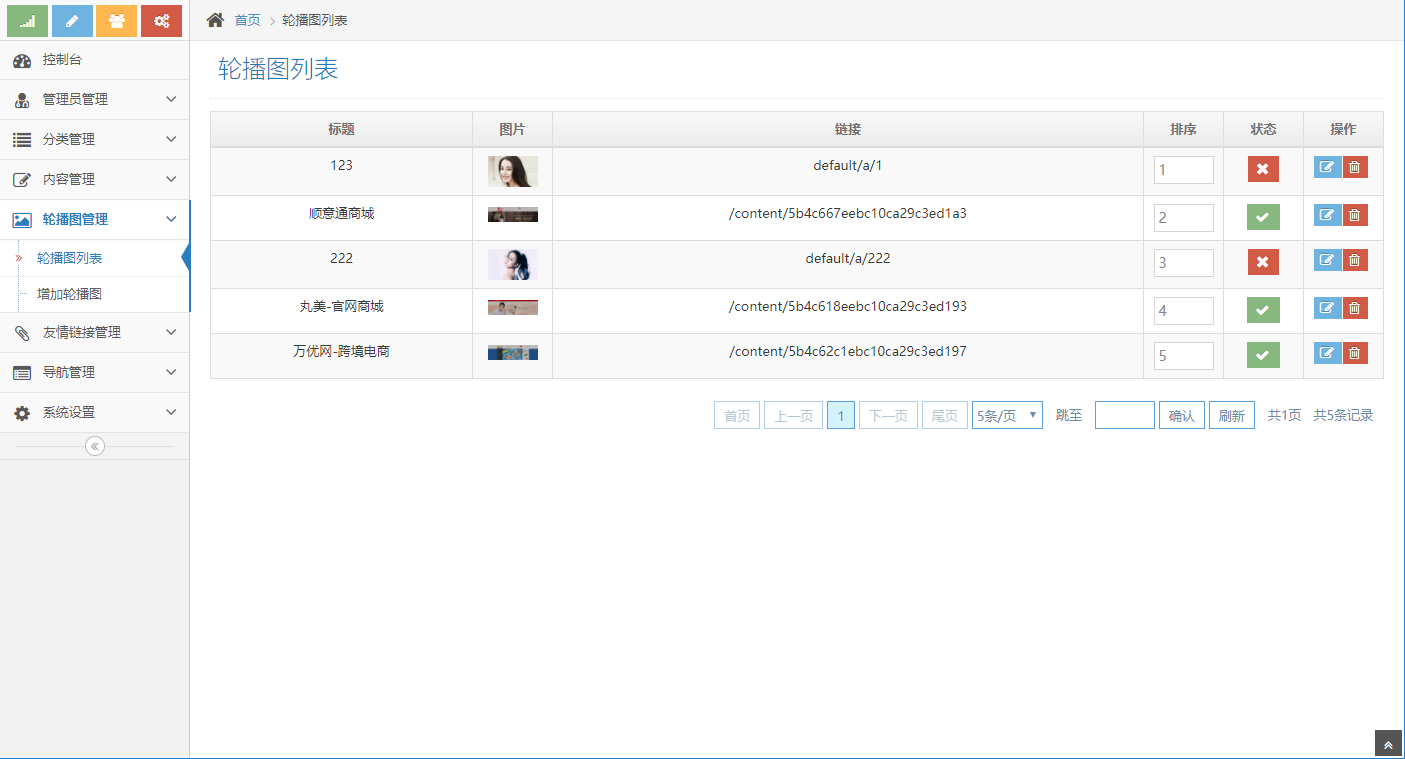 首页 轮播图列表
控制台
管理员管理
分类管理
内容管理
轮播图管理
轮播图列表
增加轮播图
友情链接管理
导航管理
系统设置
轮播图列表
标题 图片 链接 排序 状态 操作
123 default/a/1 1
顺意通商城 /content/5b4c667eebc10ca29c3ed1a3 2
222 default/a/222 3
丸美-官网商城 /content/5b4c618eebc10ca29c3ed193 4
万优网-跨境电商 /content/5b4c62c1ebc10ca29c3ed197 5
首页 上一页 1 下一页 尾页 5条/页 跳至 确认 刷新 共1页 共5条记录